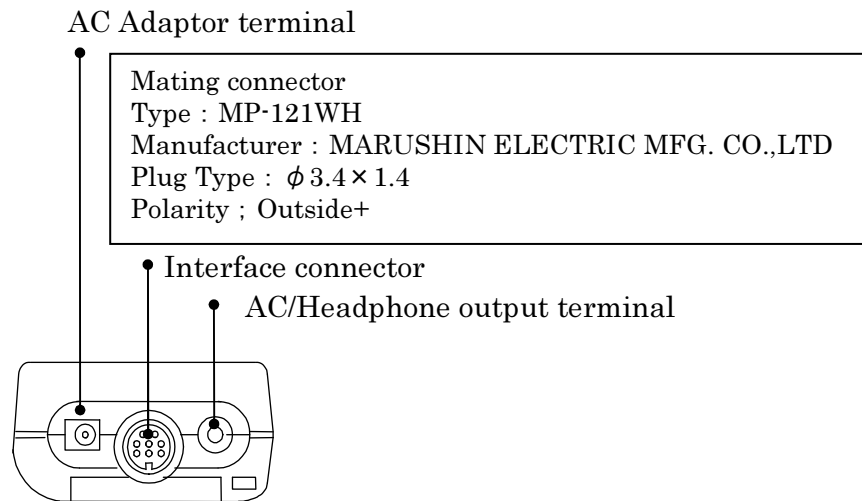 AC Adaptor terminal
Mating connector
Type : MP-121WH
Manufacturer : MARUSHIN ELECTRIC MFG. CO.,LTD
Plug Type : φ3.4×1.4
Polarity ; Outside+
Interface connector
AC/Headphone output terminal